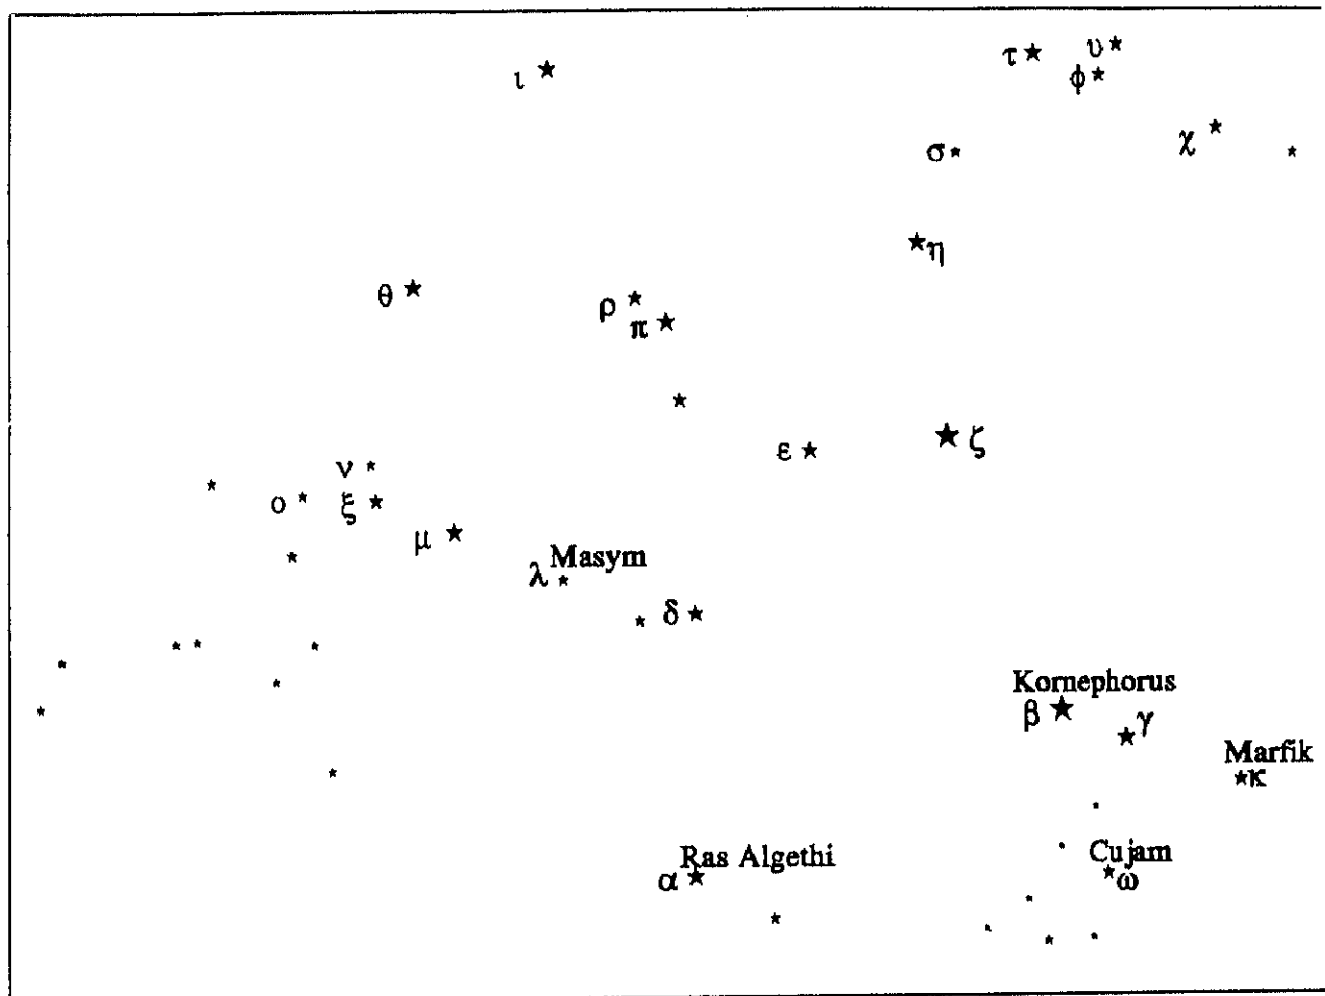 τ υ
ι φ
χ
σ
η
θ ρ
π
ε ζ
ν
ο ξ
μ
Masym
λ
δ
Kornephorus
β γ
Marfik
κ
Ras Algethi Cujam
α ω